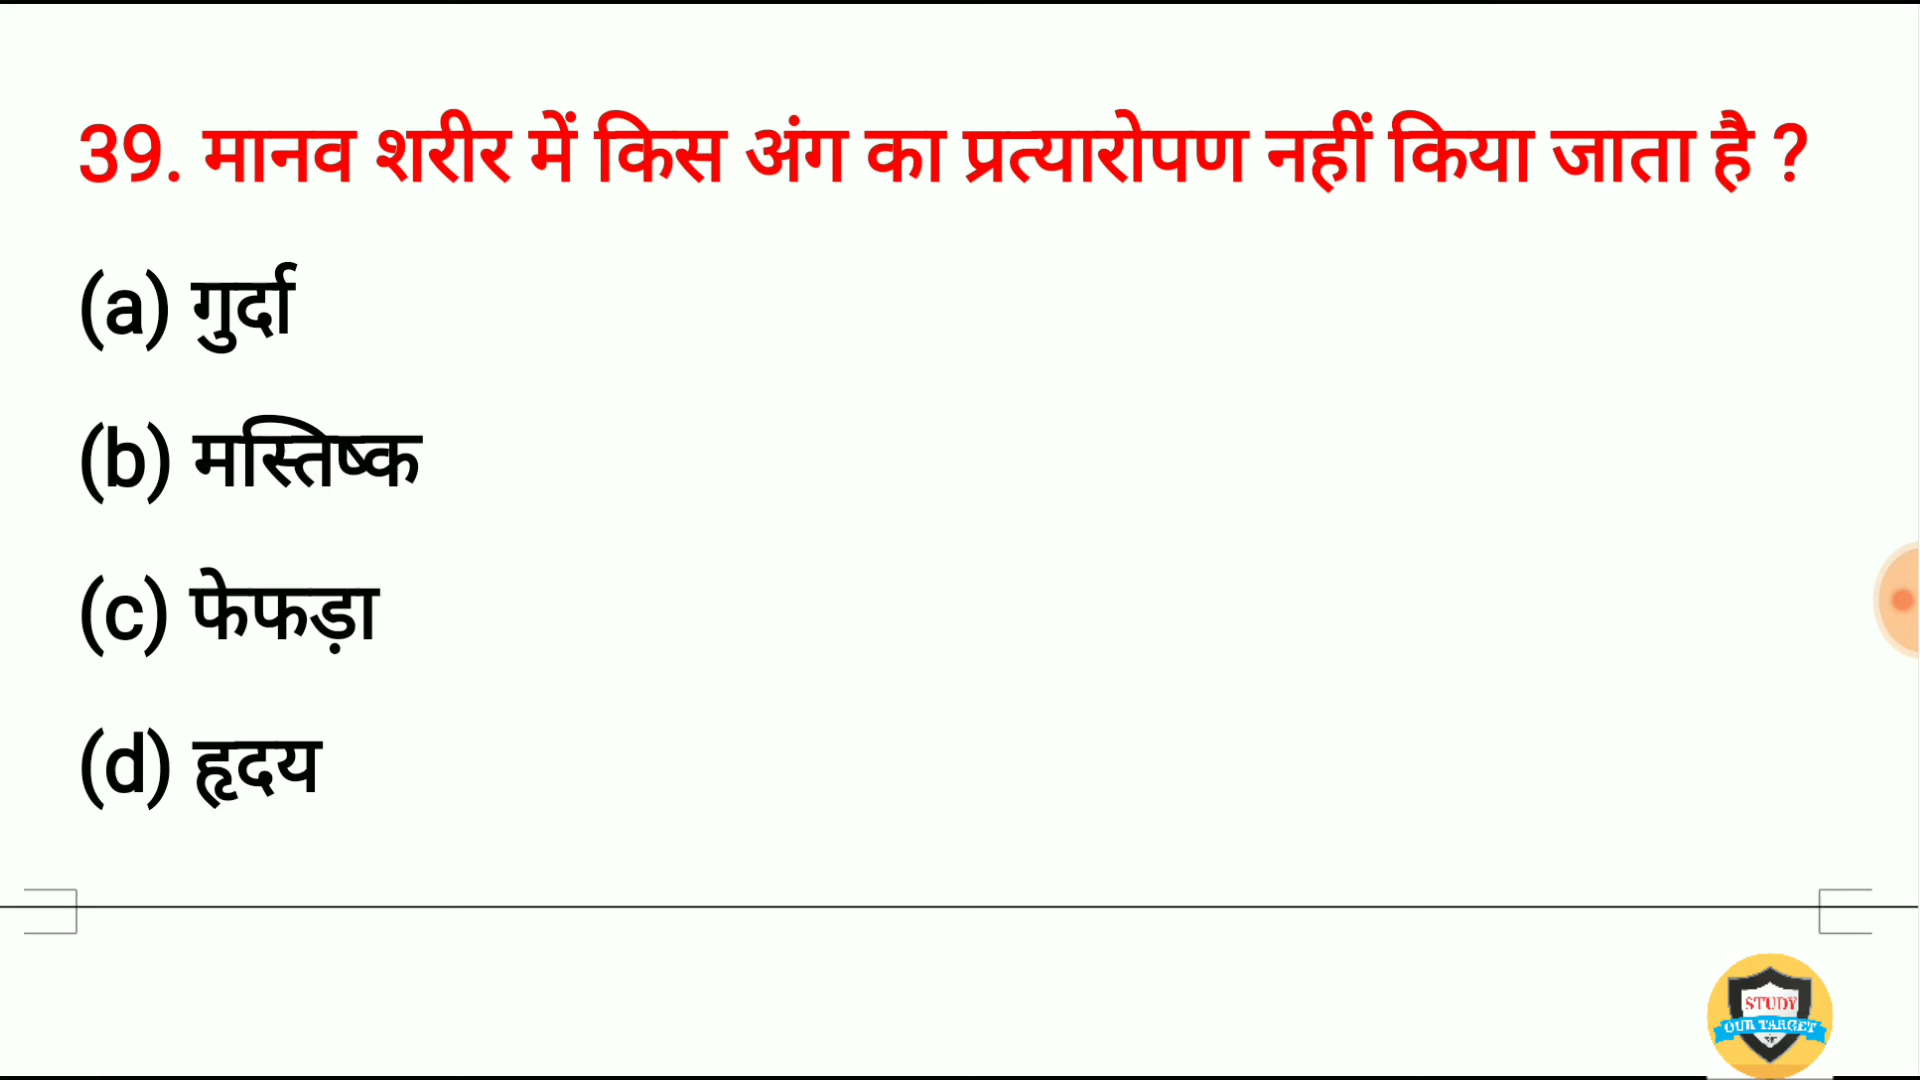 39. मानव शरीर में किस अंग का प्रत्यारोपण नहीं किया जाता है ?
(a) गुर्दा
(b) मस्तिष्क
(c) फेफड़ा
(d) हृदय
STUDY
OUR TARGET